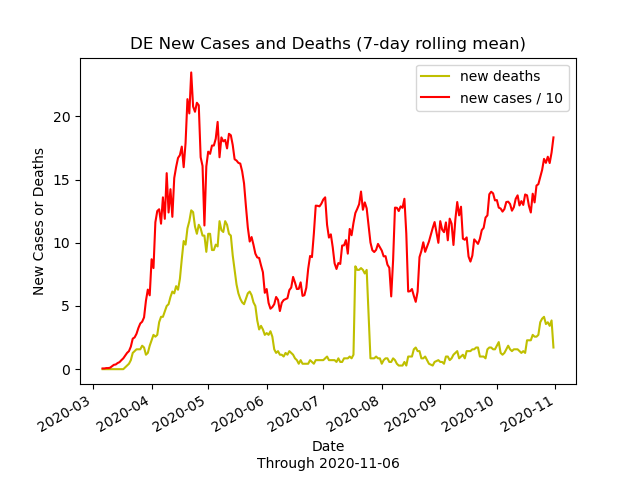 DE New Cases and Deaths (7-day rolling mean)
new deaths
new cases / 10
New Cases or Deaths
20
15
10
5
0
2020-03
2020-04
2020-05
2020-06
2020-07
2020-08
2020-09
2020-10
2020-11
Date
Through 2020-11-06